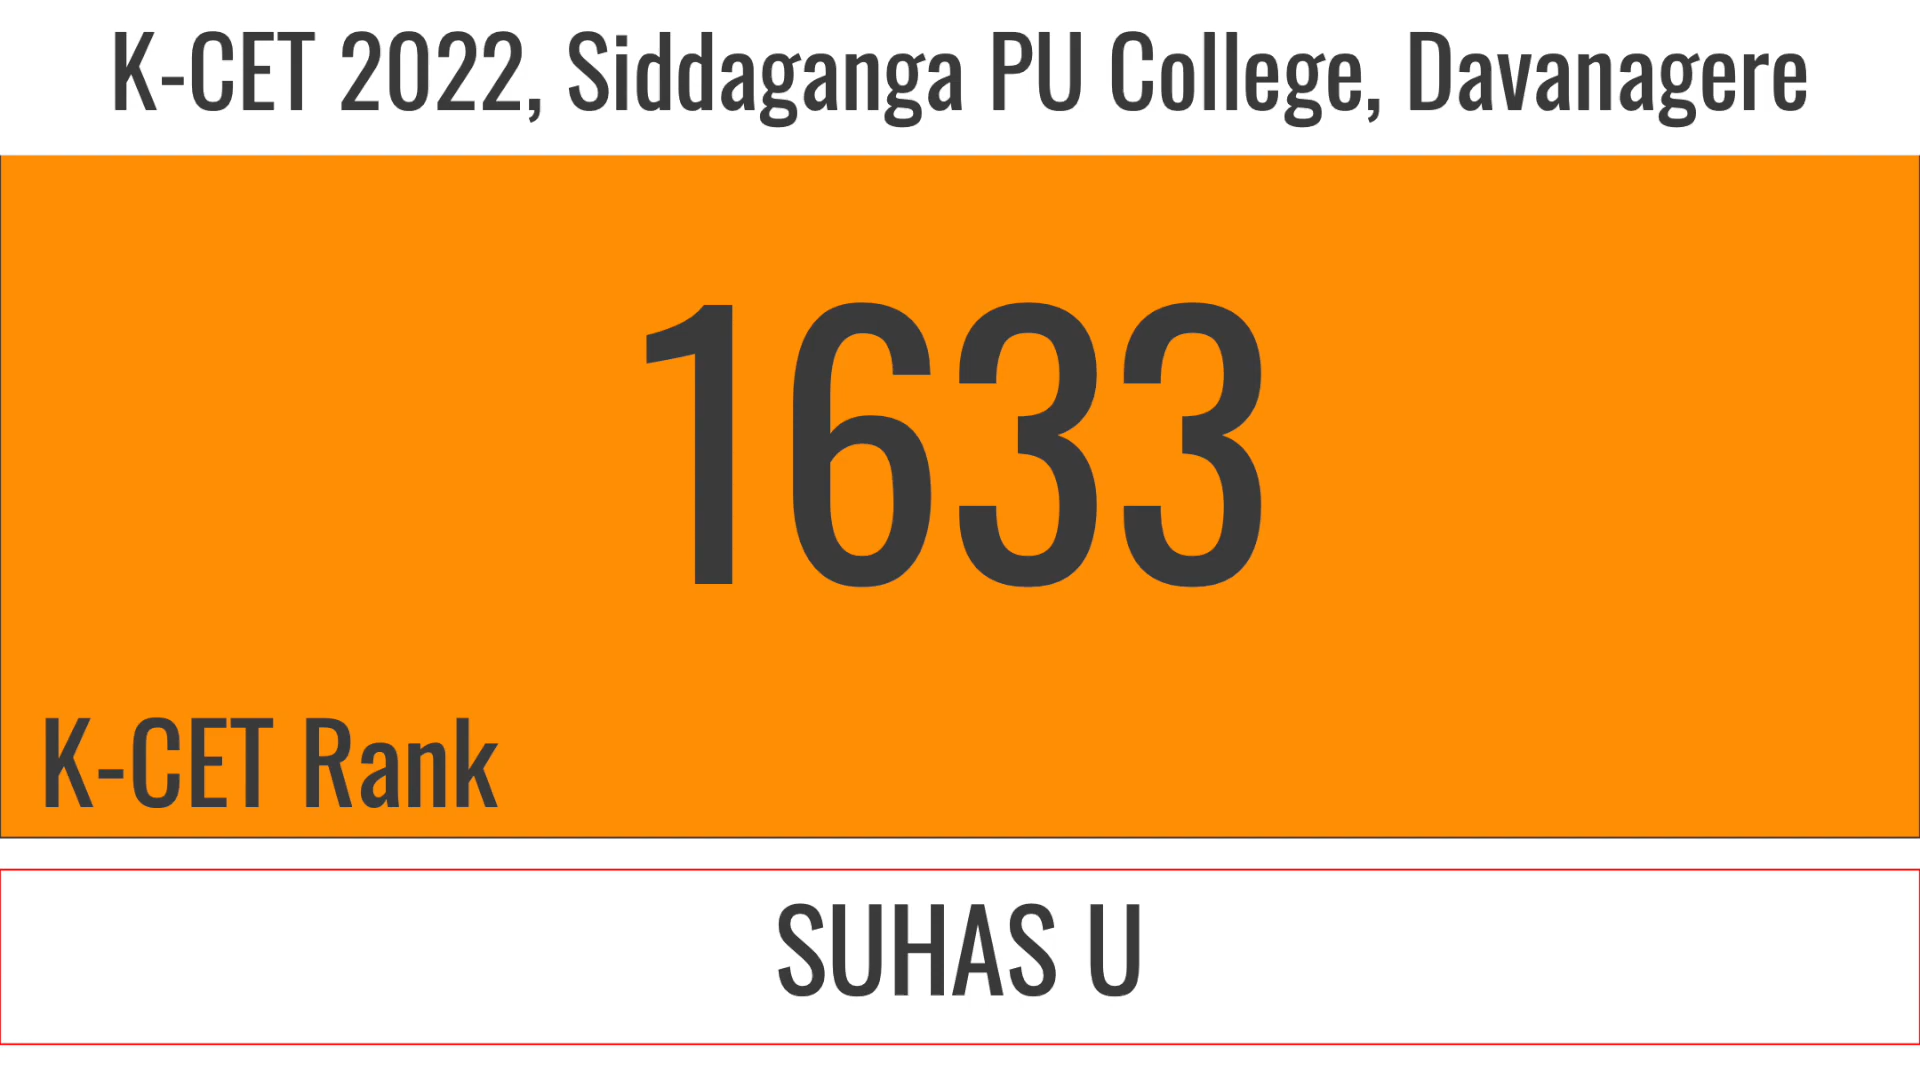 K-CET 2022, Siddaganga PU College, Davanagere
1633
K-CET Rank
SUHAS U